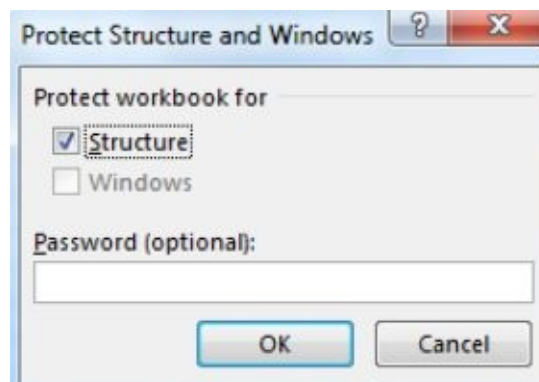 Protect Structure and Windows
Protect workbook for
Structure
Windows
Password (optional):
OK Cancel